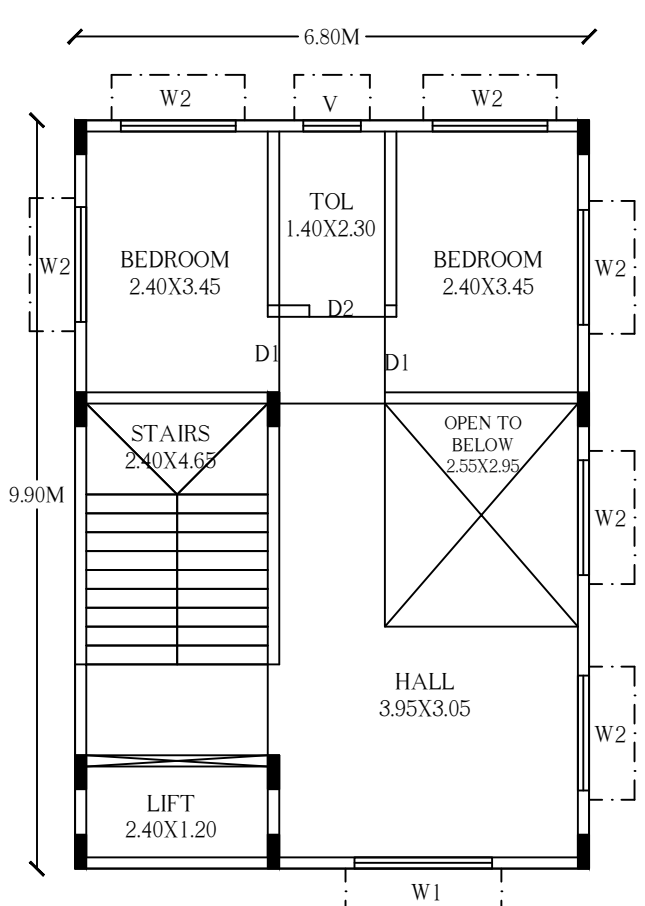 6.80M
W2
V
W2
TOL
1.40X2.30
BEDROOM
2.40X3.45
BEDROOM
2.40X3.45
W2
W2
D2
D1
D1
STAIRS
2.40X4.65
OPEN TO
BELOW
2.55X2.95
9.90M
W2
HALL
3.95X3.05
W2
LIFT
2.40X1.20
W1